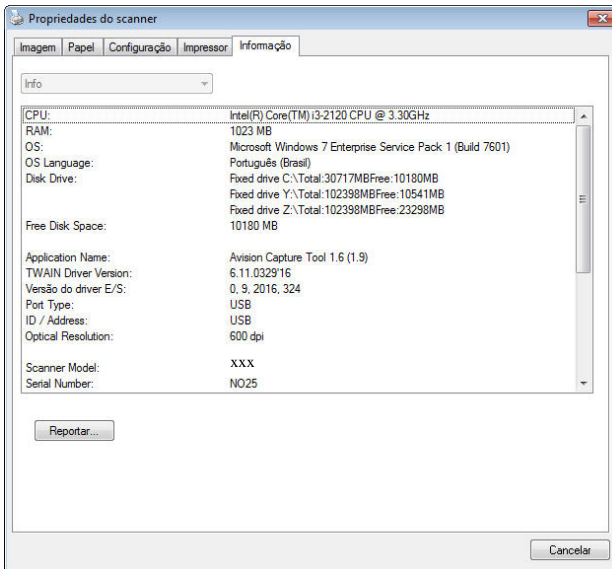 Propriedades do scanner
Imagem Papel Configuração Impressor Informação
Info
CPU: Intel(R) Core(TM) i3-2120 CPU @ 3.30GHz
RAM: 1023 MB
OS: Microsoft Windows 7 Enterprise Service Pack 1 (Build 7601)
OS Language: Português (Brasil)
Disk Drive: Fixed drive C:\Total:30717MBFree:10180MB
Fixed drive Y:\Total:102398MBFree:10541MB
Fixed drive Z:\Total:102398MBFree:23298MB
Free Disk Space: 10180 MB
Application Name: Avision Capture Tool 1.6 (1.9)
TWAIN Driver Version: 6.11.0329'16
Versão do driver E/S: 0, 9, 2016, 324
Port Type: USB
ID / Address: USB
Optical Resolution: 600 dpi
Scanner Model: XXX
Serial Number: NO25
Reportar...
Cancelar